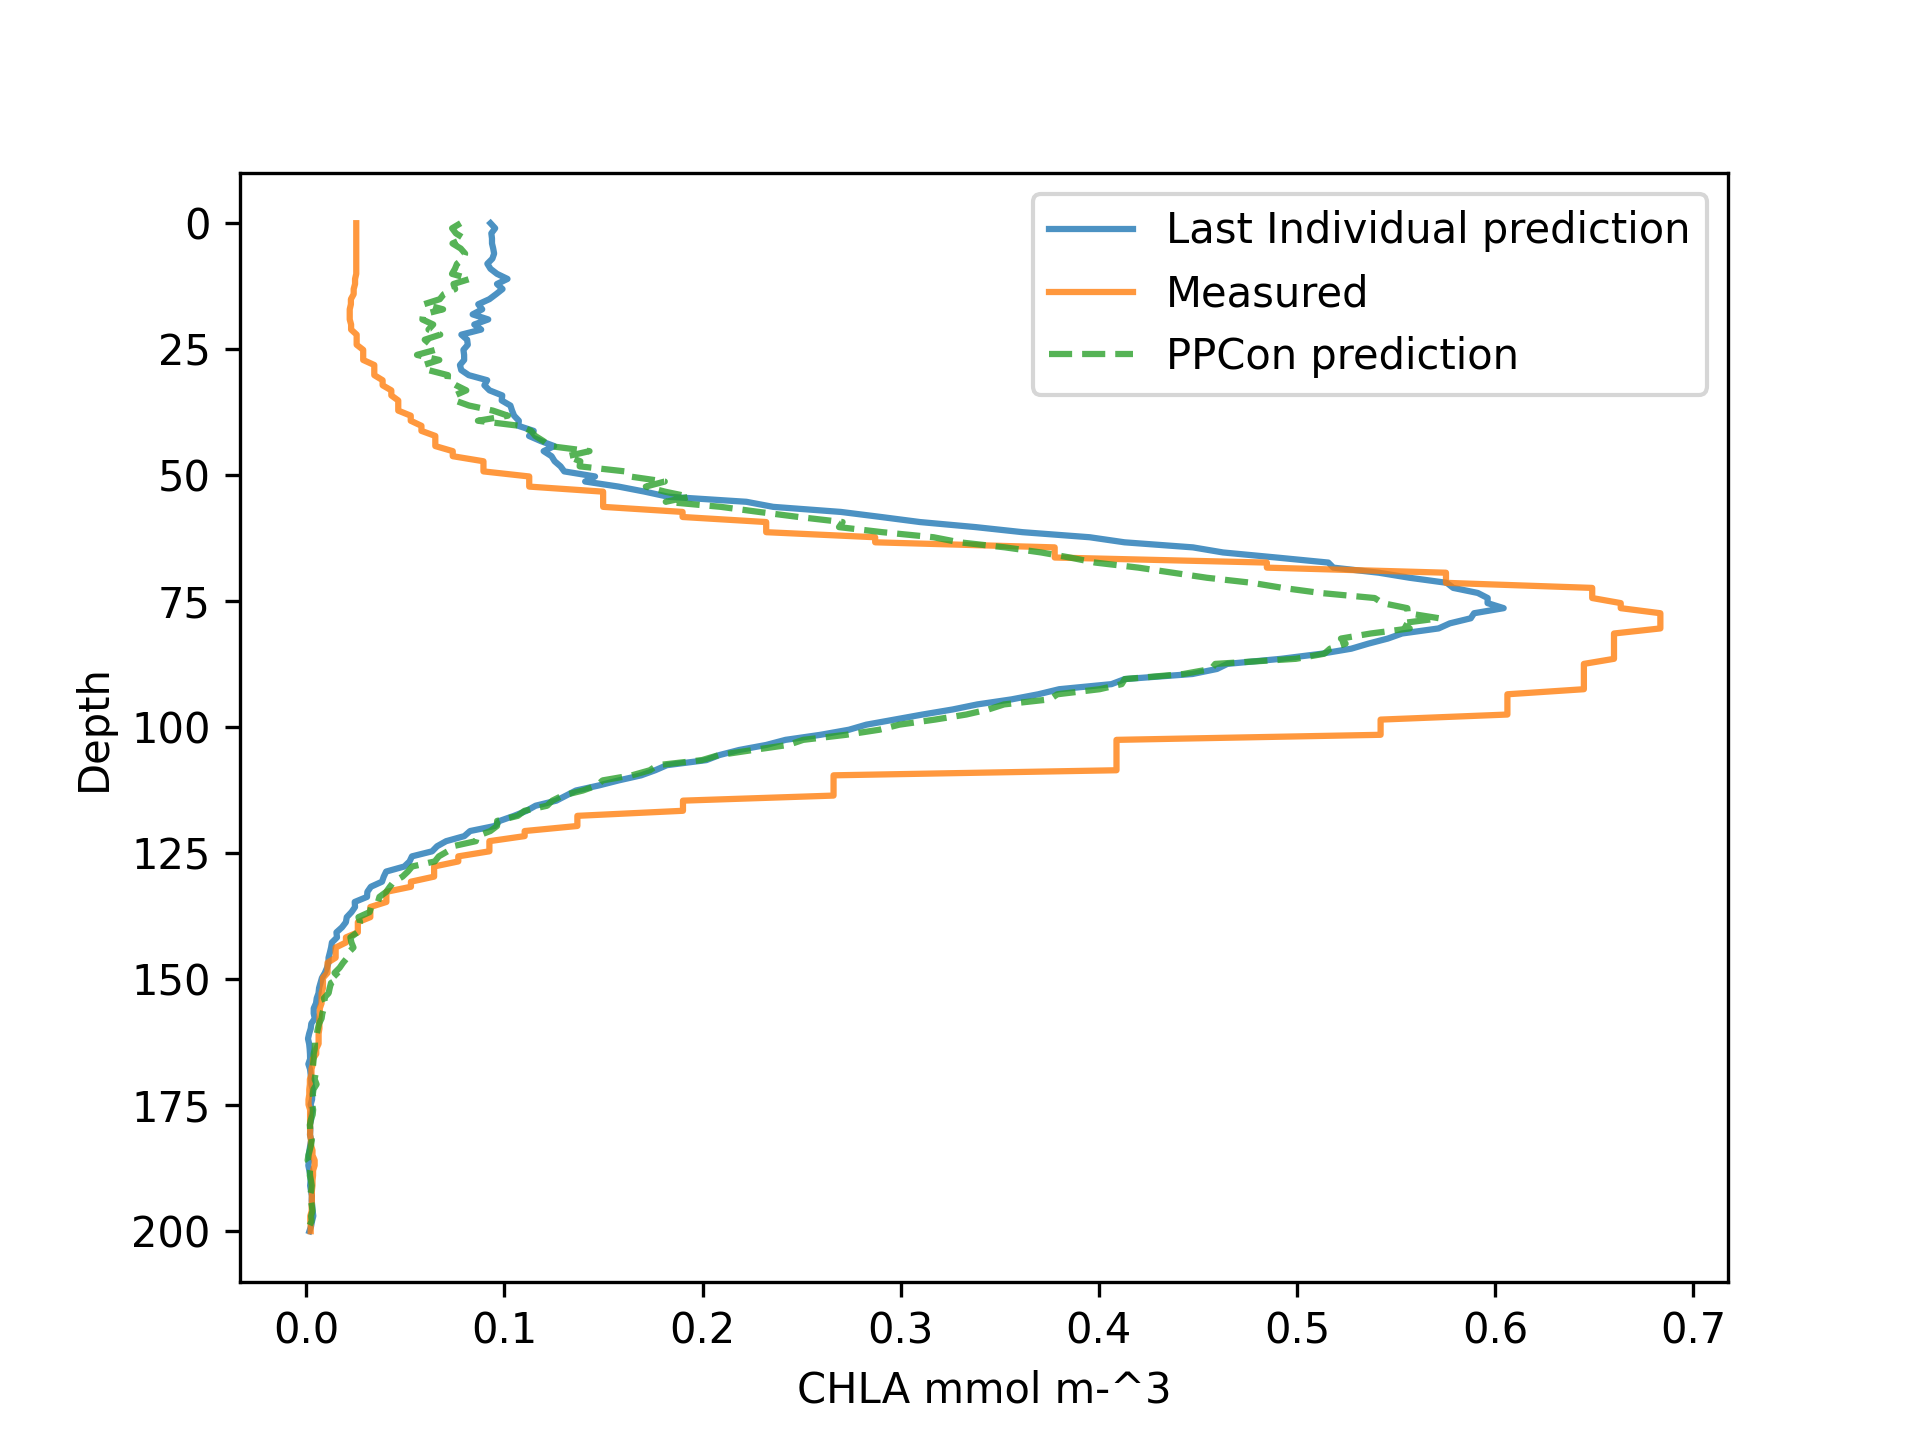 Last Individual prediction
Measured
PPCon prediction
0
25
50
75
100
125
150
175
200
Depth
0.0 0.1 0.2 0.3 0.4 0.5 0.6 0.7
CHLA mmol m-^3